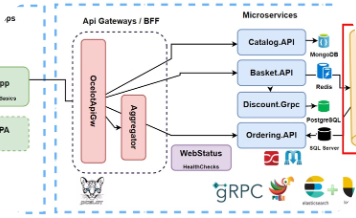 .ps
Api Gateways / BFF
Microservices
Catalog.API
MongoDB
OcelotApiGw
Basket.API
Redis
pp
Aggregator
Discount.Grpc
PostgreSQL
PA
Ordering.API
SQL Server
WebStatus
HealthChecks
gRPC
elasticsearch